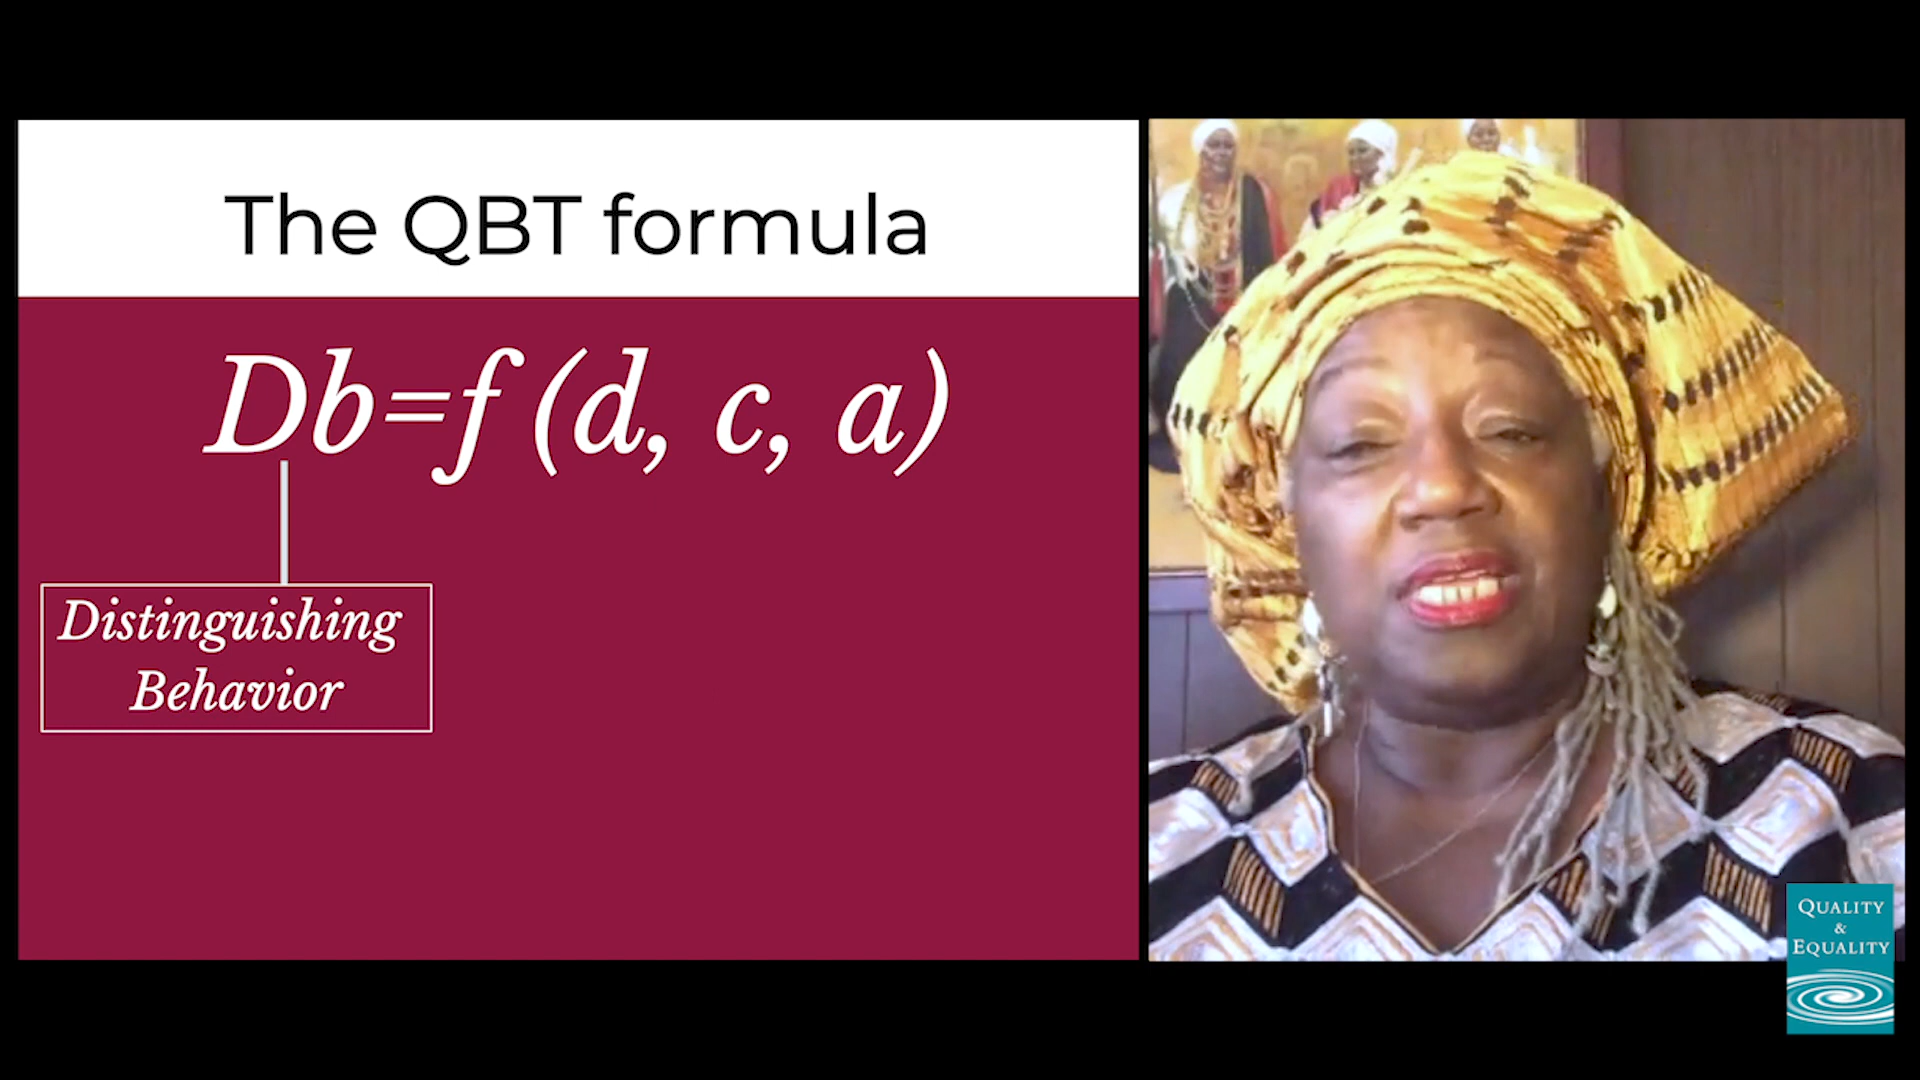 The QBT formula
Db=f (d, c, a)
Distinguishing
Behavior
QUALITY
&
EQUALITY